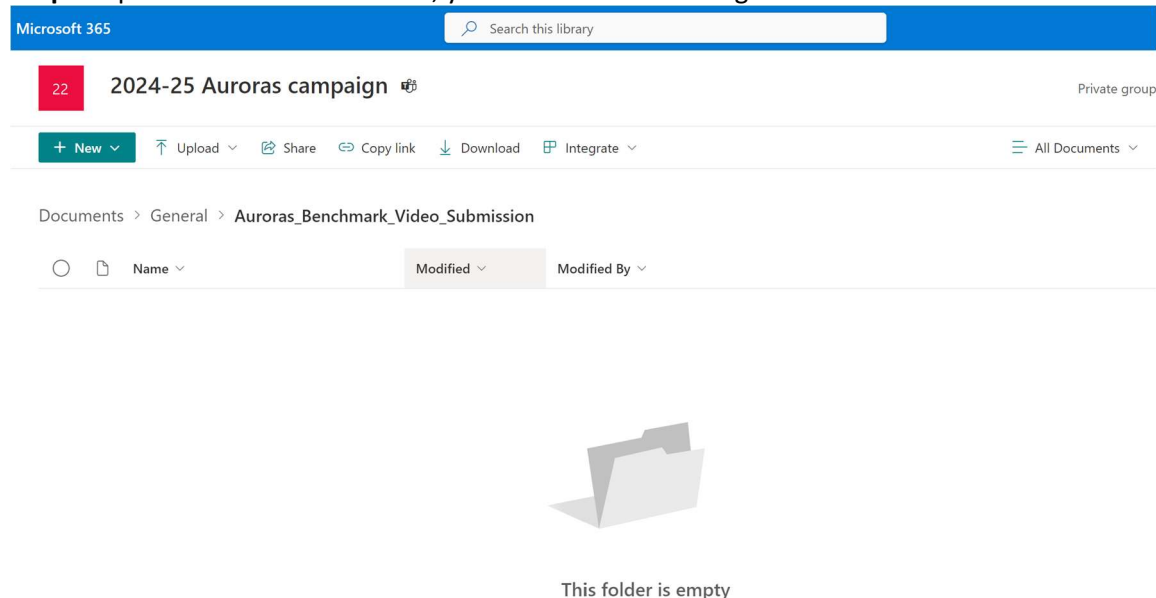 Microsoft 365
Search this library
22
2024-25 Auroras campaign
Private group
+ New
Upload
Share
Copy link
Download
Integrate
All Documents
Documents > General > Auroras_Benchmark_Video_Submission
Name
Modified
Modified By
This folder is empty